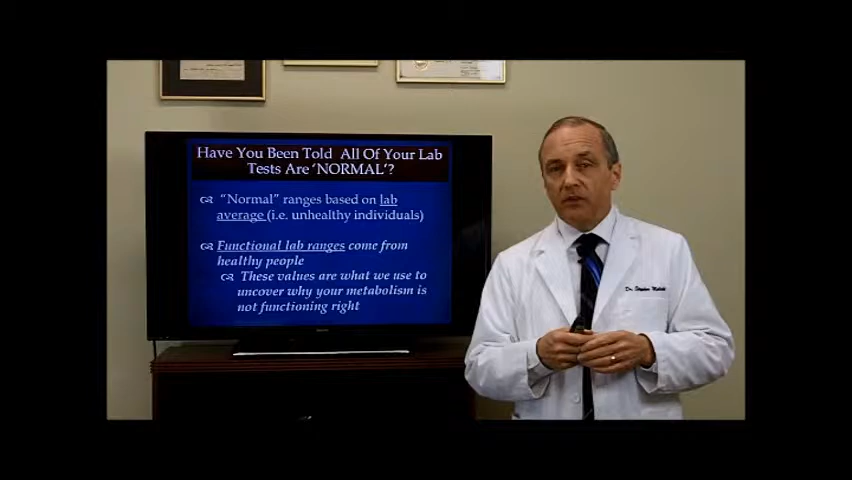 Have You Been Told All Of Your Lab
Tests Are 'NORMAL'?
"Normal" ranges based on lab
average (i.e. unhealthy individuals)
Functional lab ranges come from
healthy people
These values are what we use to
uncover why your metabolism is
not functioning right
Dr. Stephen